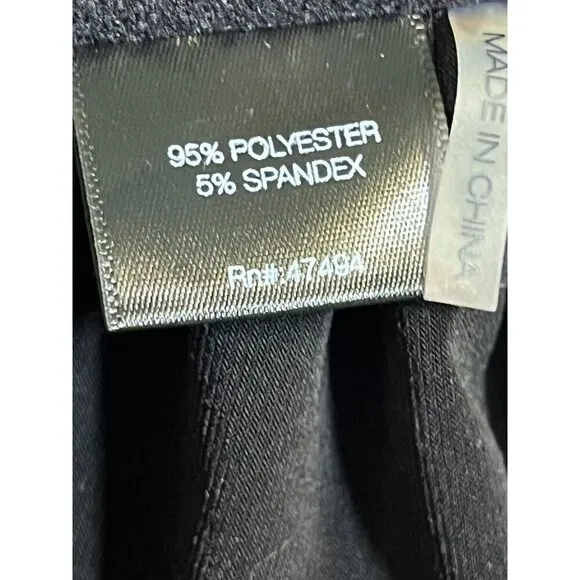 95% POLYESTER
5% SPANDEX
Rn#:47494
MADE IN CHINA